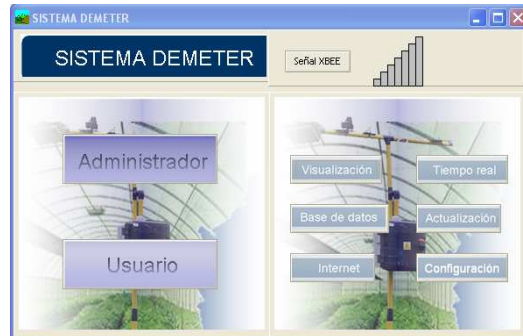 SISTEMA DEMETER
SISTEMA DEMETER
Señal XBEE
Administrador
Usuario
Visualización
Tiempo real
Base de datos
Actualización
Internet
Configuración